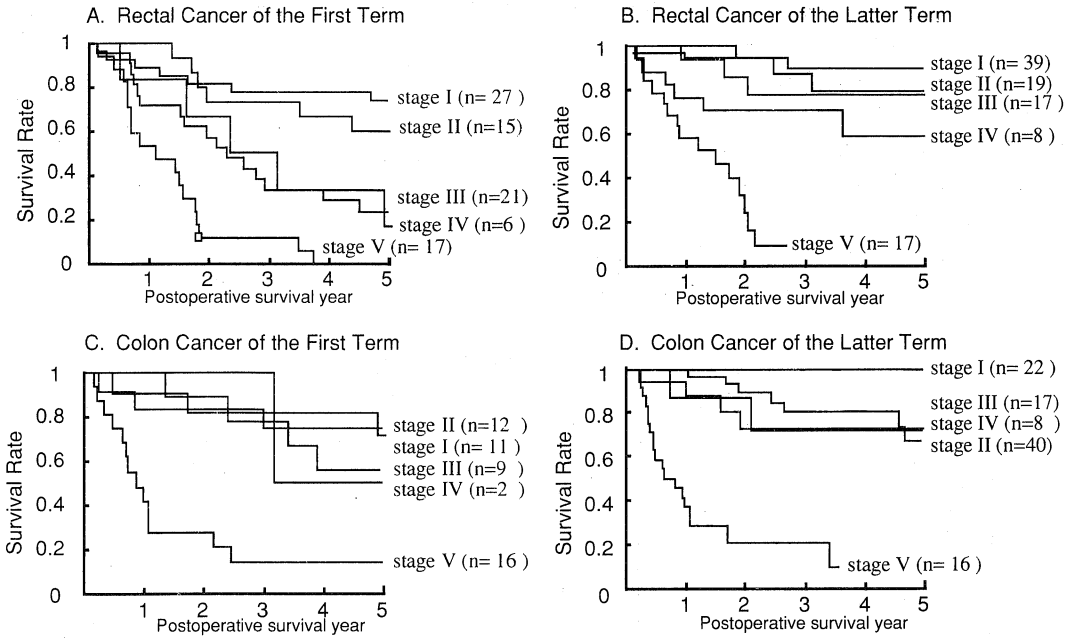 A. Rectal Cancer of the First Term
Survival Rate
1
0.8
0.6
0.4
0.2
0
1 2 3 4 5
Postoperative survival year
stage I (n= 27 )
stage II (n=15)
stage III (n=21)
stage IV (n=6 )
stage V (n= 17)
B. Rectal Cancer of the Latter Term
Survival Rate
1
0.8
0.6
0.4
0.2
0
1 2 3 4 5
Postoperative survival year
stage I (n= 39)
stage II (n=19)
stage III (n=17 )
stage IV (n=8 )
stage V (n= 17)
C. Colon Cancer of the First Term
Survival Rate
1
0.8
0.6
0.4
0.2
0
1 2 3 4 5
Postoperative survival year
stage II (n=12 )
stage I (n= 11 )
stage III (n=9 )
stage IV (n=2 )
stage V (n= 16 )
D. Colon Cancer of the Latter Term
Survival Rate
1
0.8
0.6
0.4
0.2
0
1 2 3 4 5
Postoperative survival year
stage I (n= 22 )
stage III (n=17)
stage IV (n=8 )
stage II (n=40)
stage V (n= 16 )